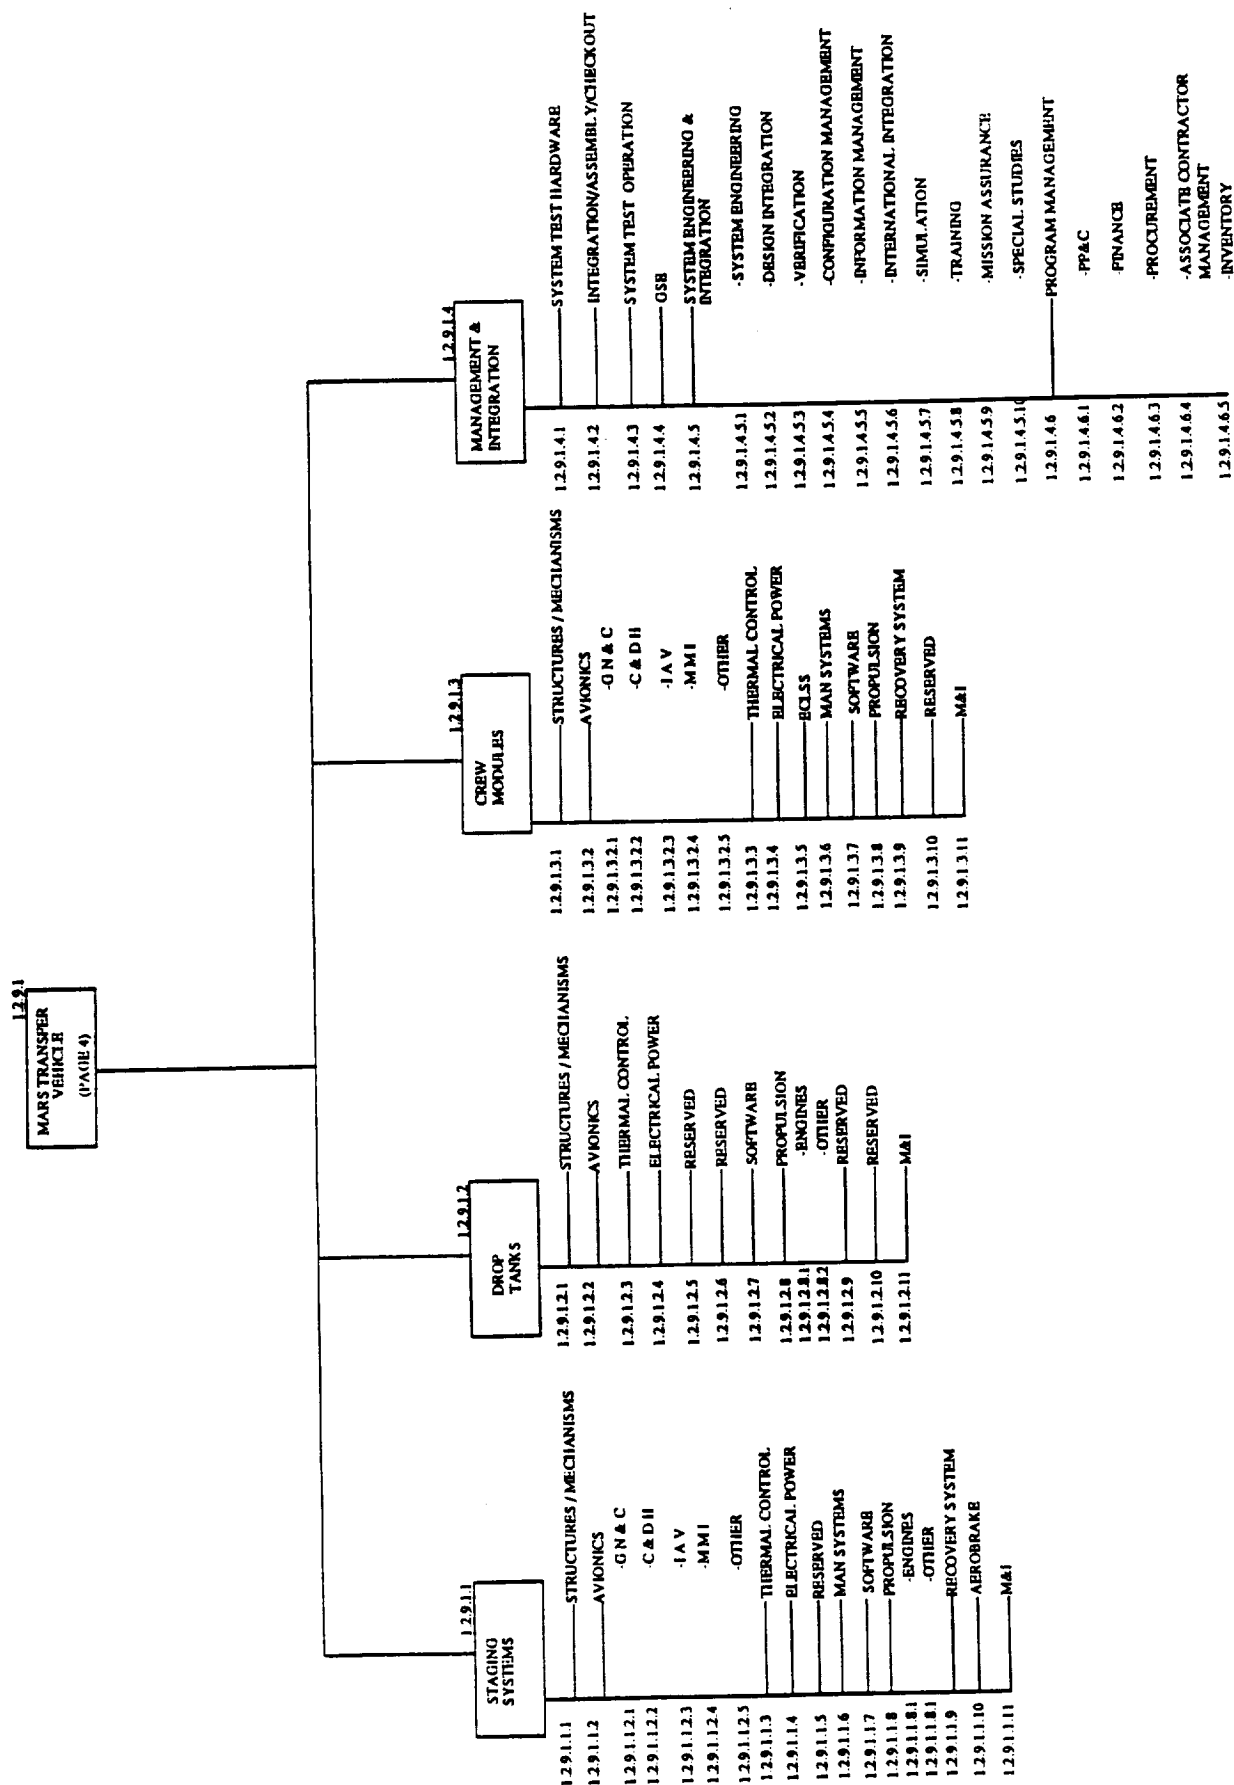 1.2.9.1
MARS TRANSFER
VEHICLE
(PAGE 4)
1.2.9.1.1
STAGING
SYSTEMS
1.2.9.1.1.1 STRUCTURES / MECHANISMS
1.2.9.1.1.2 AVIONICS
1.2.9.1.1.2.1 -G N & C
1.2.9.1.1.2.2 -C & D H
1.2.9.1.1.2.3 -I A V
1.2.9.1.1.2.4 -M M I
1.2.9.1.1.2.5 -OTHER
1.2.9.1.1.3 THERMAL CONTROL
1.2.9.1.1.4 ELECTRICAL POWER
1.2.9.1.1.5 RESERVED
1.2.9.1.1.6 MAN SYSTEMS
1.2.9.1.1.7 SOFTWARE
1.2.9.1.1.8 PROPULSION
1.2.9.1.1.8.1 -ENGINES
1.2.9.1.1.8.1 -OTHER
1.2.9.1.1.9 RECOVERY SYSTEM
1.2.9.1.1.10 AEROBRAKE
1.2.9.1.1.11 M&I
1.2.9.1.2
DROP
TANKS
1.2.9.1.2.1 STRUCTURES / MECHANISMS
1.2.9.1.2.2 AVIONICS
1.2.9.1.2.3 THERMAL CONTROL
1.2.9.1.2.4 ELECTRICAL POWER
1.2.9.1.2.5 RESERVED
1.2.9.1.2.6 RESERVED
1.2.9.1.2.7 SOFTWARE
1.2.9.1.2.8 PROPULSION
1.2.9.1.2.8.1 -ENGINES
1.2.9.1.2.8.2 -OTHER
1.2.9.1.2.9 RESERVED
1.2.9.1.2.10 RESERVED
1.2.9.1.2.11 M&I
1.2.9.1.3
CREW
MODULES
1.2.9.1.3.1 STRUCTURES / MECHANISMS
1.2.9.1.3.2 AVIONICS
1.2.9.1.3.2.1 -G N & C
1.2.9.1.3.2.2 -C & D H
1.2.9.1.3.2.3 -I A V
1.2.9.1.3.2.4 -M M I
1.2.9.1.3.2.5 -OTHER
1.2.9.1.3.3 THERMAL CONTROL
1.2.9.1.3.4 ELECTRICAL POWER
1.2.9.1.3.5 ECLSS
1.2.9.1.3.6 MAN SYSTEMS
1.2.9.1.3.7 SOFTWARE
1.2.9.1.3.8 PROPULSION
1.2.9.1.3.9 RECOVERY SYSTEM
1.2.9.1.3.10 RESERVED
1.2.9.1.3.11 M&I
1.2.9.1.4
MANAGEMENT &
INTEGRATION
1.2.9.1.4.1 SYSTEM TEST HARDWARE
1.2.9.1.4.2 INTEGRATION/ASSEMBLY/CHECKOUT
1.2.9.1.4.3 SYSTEM TEST OPERATION
1.2.9.1.4.4 GSE
1.2.9.1.4.5 SYSTEM ENGINEERING &
INTEGRATION
1.2.9.1.4.5.1 -SYSTEM ENGINEERING
1.2.9.1.4.5.2 -DESIGN INTEGRATION
1.2.9.1.4.5.3 -VERIFICATION
1.2.9.1.4.5.4 -CONFIGURATION MANAGEMENT
1.2.9.1.4.5.5 -INFORMATION MANAGEMENT
1.2.9.1.4.5.6 -INTERNATIONAL INTEGRATION
1.2.9.1.4.5.7 -SIMULATION
1.2.9.1.4.5.8 -TRAINING
1.2.9.1.4.5.9 -MISSION ASSURANCE
1.2.9.1.4.5.10 -SPECIAL STUDIES
1.2.9.1.4.6 PROGRAM MANAGEMENT
1.2.9.1.4.6.1 -PP&C
1.2.9.1.4.6.2 -FINANCE
1.2.9.1.4.6.3 -PROCUREMENT
1.2.9.1.4.6.4 -ASSOCIATE CONTRACTOR
MANAGEMENT
1.2.9.1.4.6.5 -INVENTORY